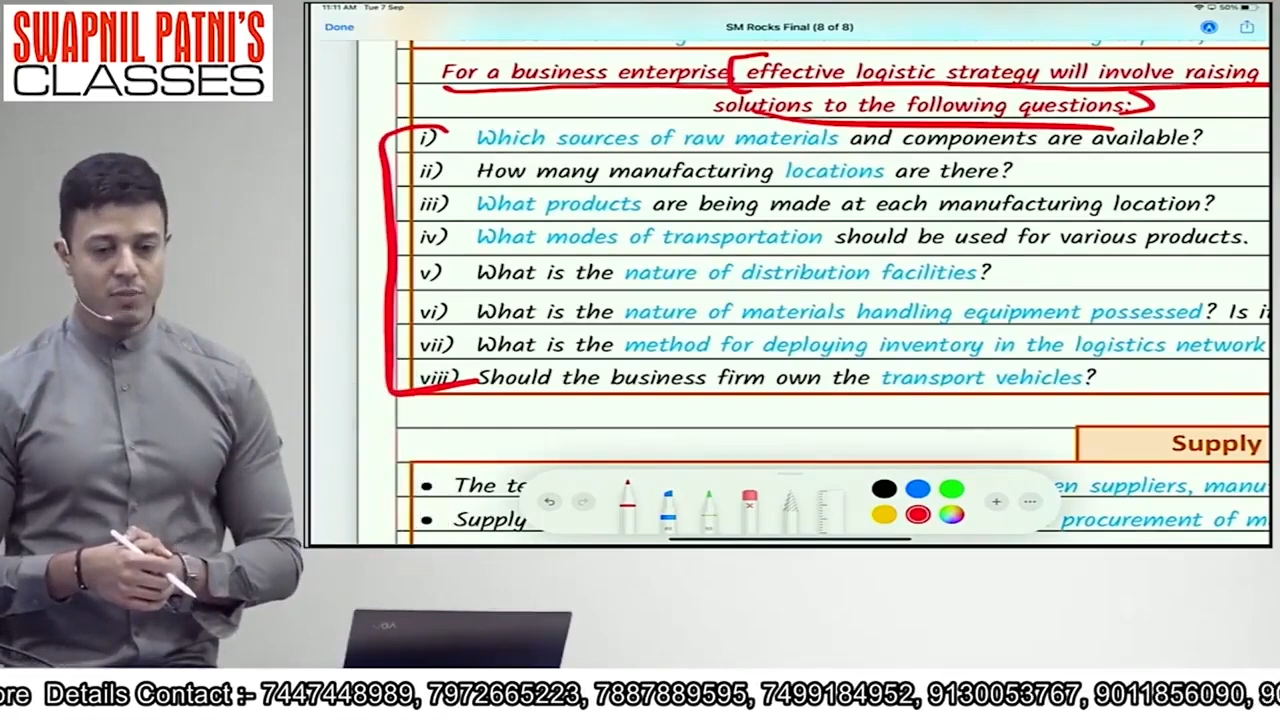 SWAPNIL PATNI'S
CLASSES
11:11 AM Tue 7 Sep
50%
Done
SM Rocks Final (8 of 8)
For a business enterprise, effective logistic strategy will involve raising
solutions to the following questions:
i) Which sources of raw materials and components are available?
ii) How many manufacturing locations are there?
iii) What products are being made at each manufacturing location?
iv) What modes of transportation should be used for various products.
v) What is the nature of distribution facilities?
vi) What is the nature of materials handling equipment possessed? Is
vii) What is the method for deploying inventory in the logistics network
viii) Should the business firm own the transport vehicles?
Supply
• The suppliers,
• Supply procurement of
Details Contact :- 7447448989, 7972665223, 7887889595, 7499184952, 9130053767, 9011856090,